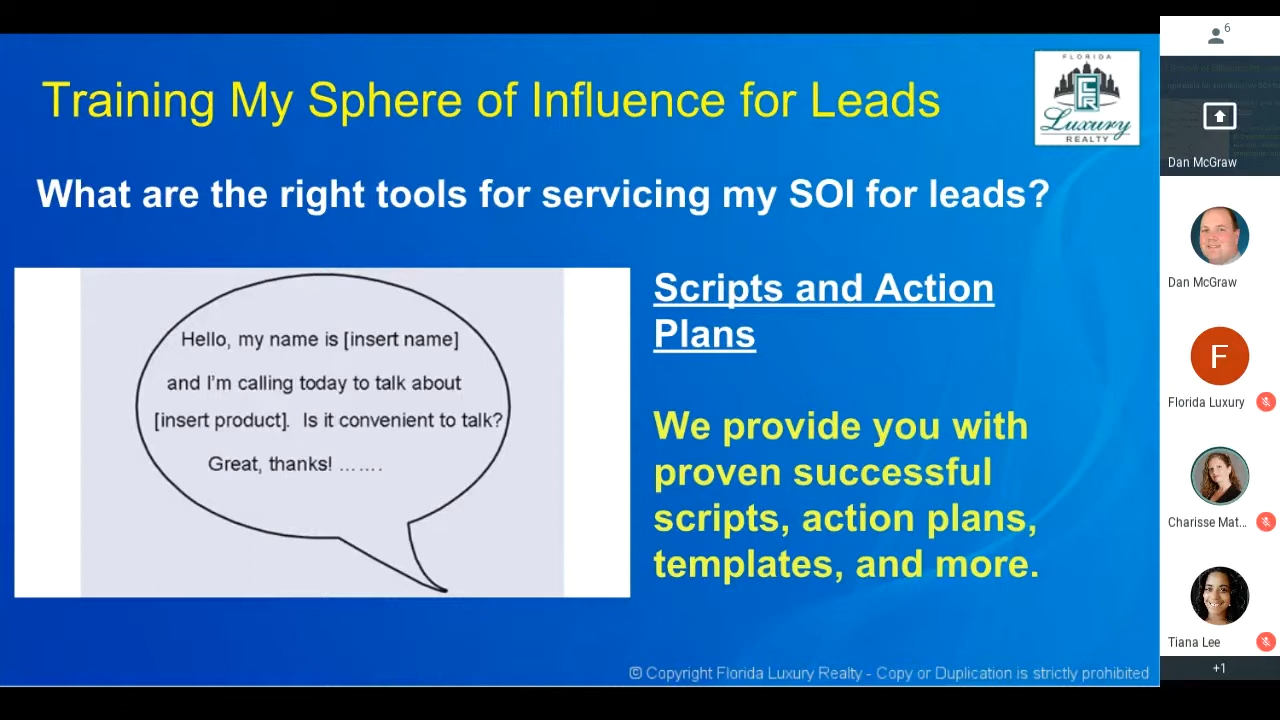 Training My Sphere of Influence for Leads
FLORIDA
FLR
Luxury
REALTY
What are the right tools for servicing my SOI for leads?
Hello, my name is [insert name]
and I'm calling today to talk about
[insert product].  Is it convenient to talk?
Great, thanks! …….
Scripts and Action
Plans
We provide you with
proven successful
scripts, action plans,
templates, and more.
© Copyright Florida Luxury Realty - Copy or Duplication is strictly prohibited
6
Dan McGraw
Dan McGraw
F
Florida Luxury
Charisse Mat...
Tiana Lee
+1